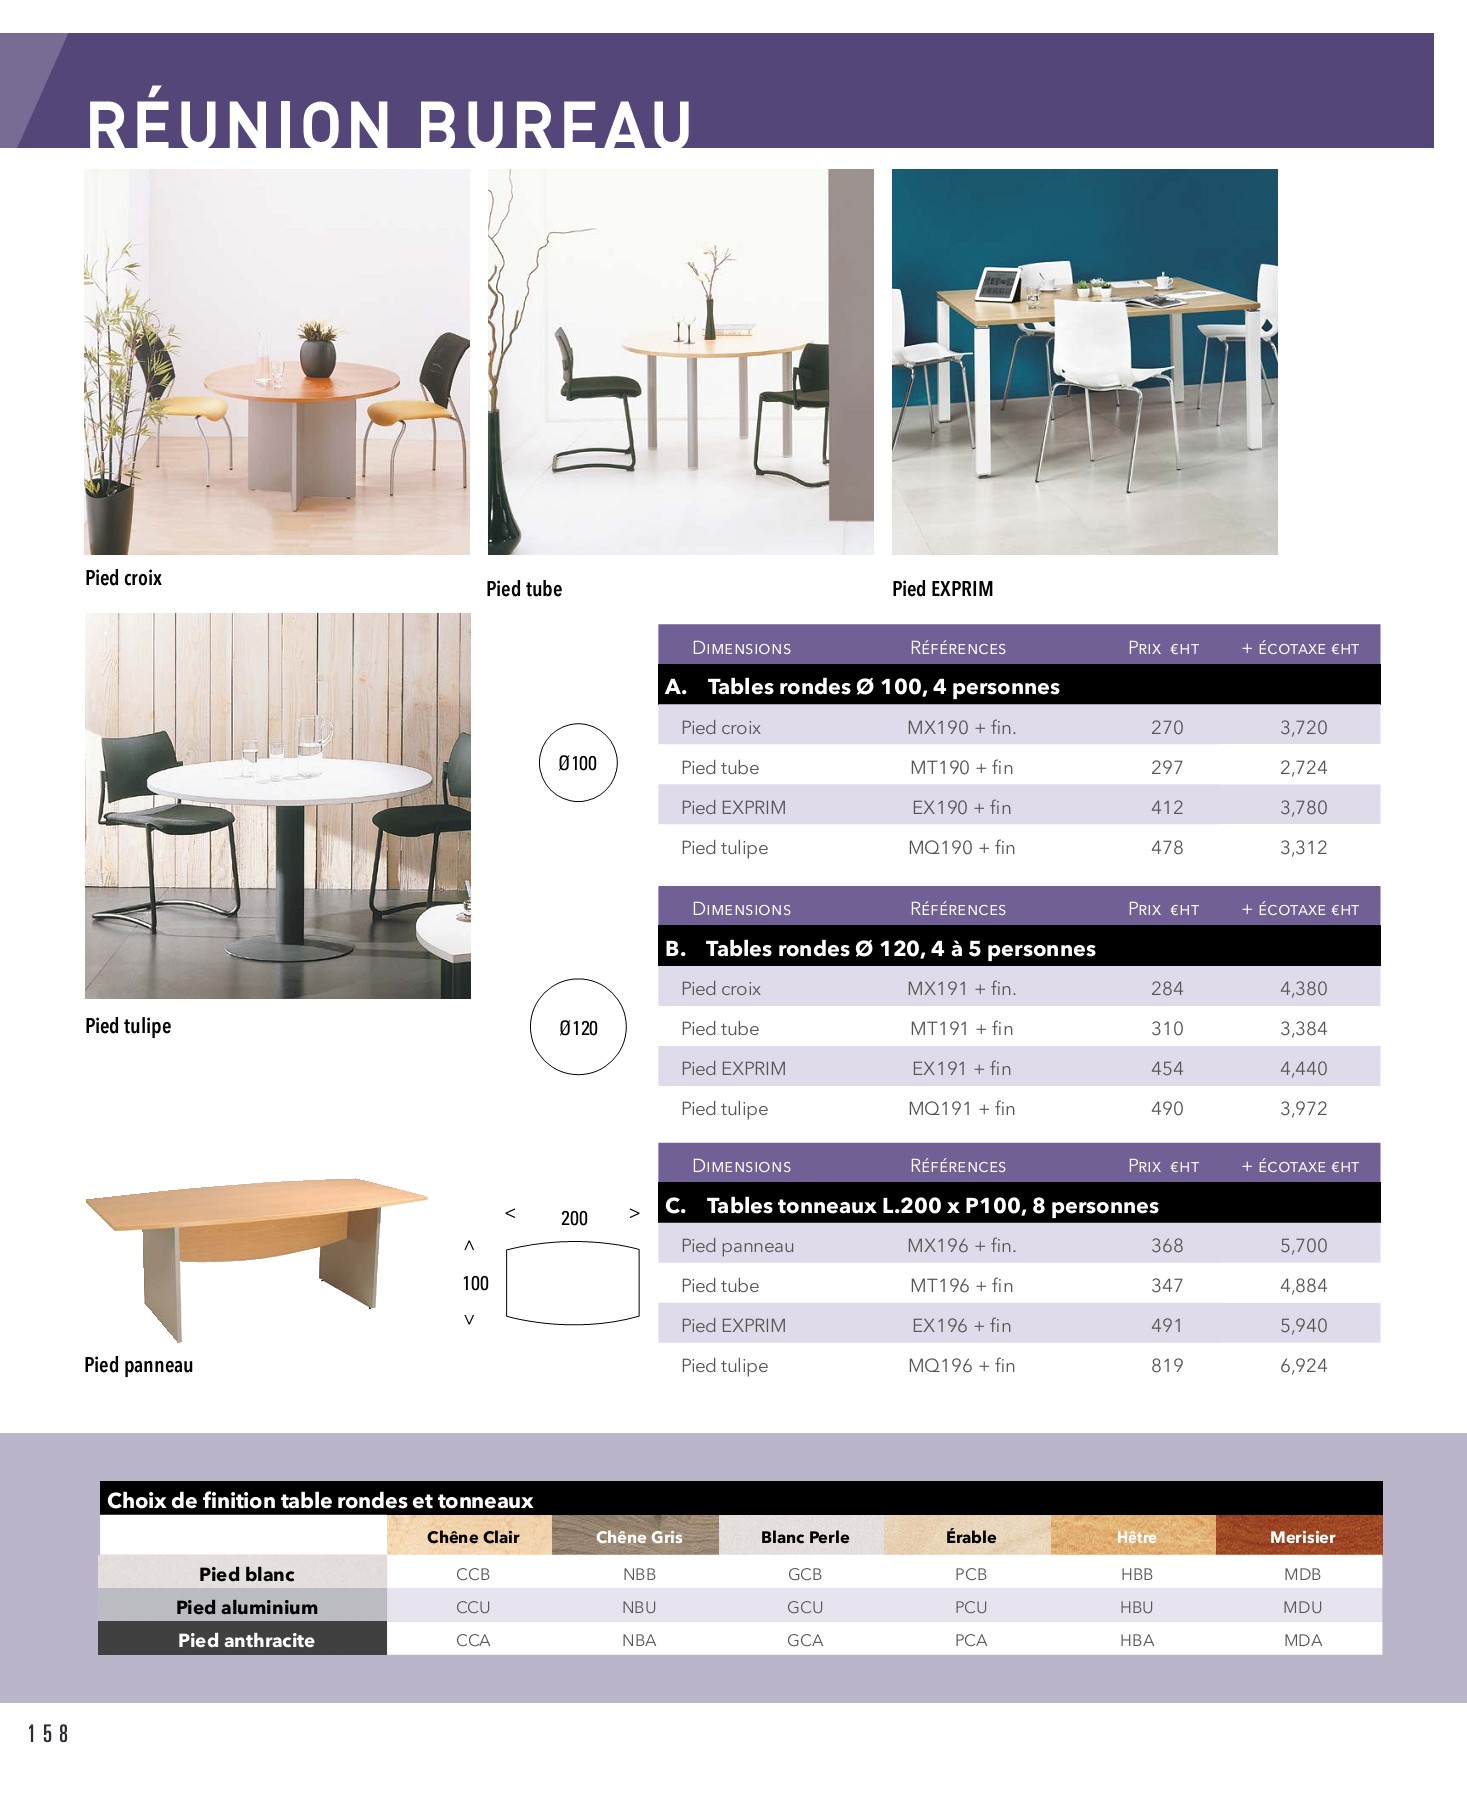 RÉUNION BUREAU
Pied croix
Pied tube
Pied EXPRIM
Pied tulipe
Ø100
DIMENSIONS RÉFÉRENCES PRIX €HT + ÉCOTAXE €HT
A. Tables rondes Ø 100, 4 personnes
Pied croix MX190 + fin. 270 3,720
Pied tube MT190 + fin 297 2,724
Pied EXPRIM EX190 + fin 412 3,780
Pied tulipe MQ190 + fin 478 3,312
Ø120
DIMENSIONS RÉFÉRENCES PRIX €HT + ÉCOTAXE €HT
B. Tables rondes Ø 120, 4 à 5 personnes
Pied croix MX191 + fin. 284 4,380
Pied tube MT191 + fin 310 3,384
Pied EXPRIM EX191 + fin 454 4,440
Pied tulipe MQ191 + fin 490 3,972
Pied panneau
< 200 >
< 100 >
DIMENSIONS RÉFÉRENCES PRIX €HT + ÉCOTAXE €HT
C. Tables tonneaux L.200 x P100, 8 personnes
Pied panneau MX196 + fin. 368 5,700
Pied tube MT196 + fin 347 4,884
Pied EXPRIM EX196 + fin 491 5,940
Pied tulipe MQ196 + fin 819 6,924
Choix de finition table rondes et tonneaux
Chêne Clair Chêne Gris Blanc Perle Érable Hêtre Merisier
Pied blanc CCB NBB GCB PCB HBB MDB
Pied aluminium CCU NBU GCU PCU HBU MDU
Pied anthracite CCA NBA GCA PCA HBA MDA
158